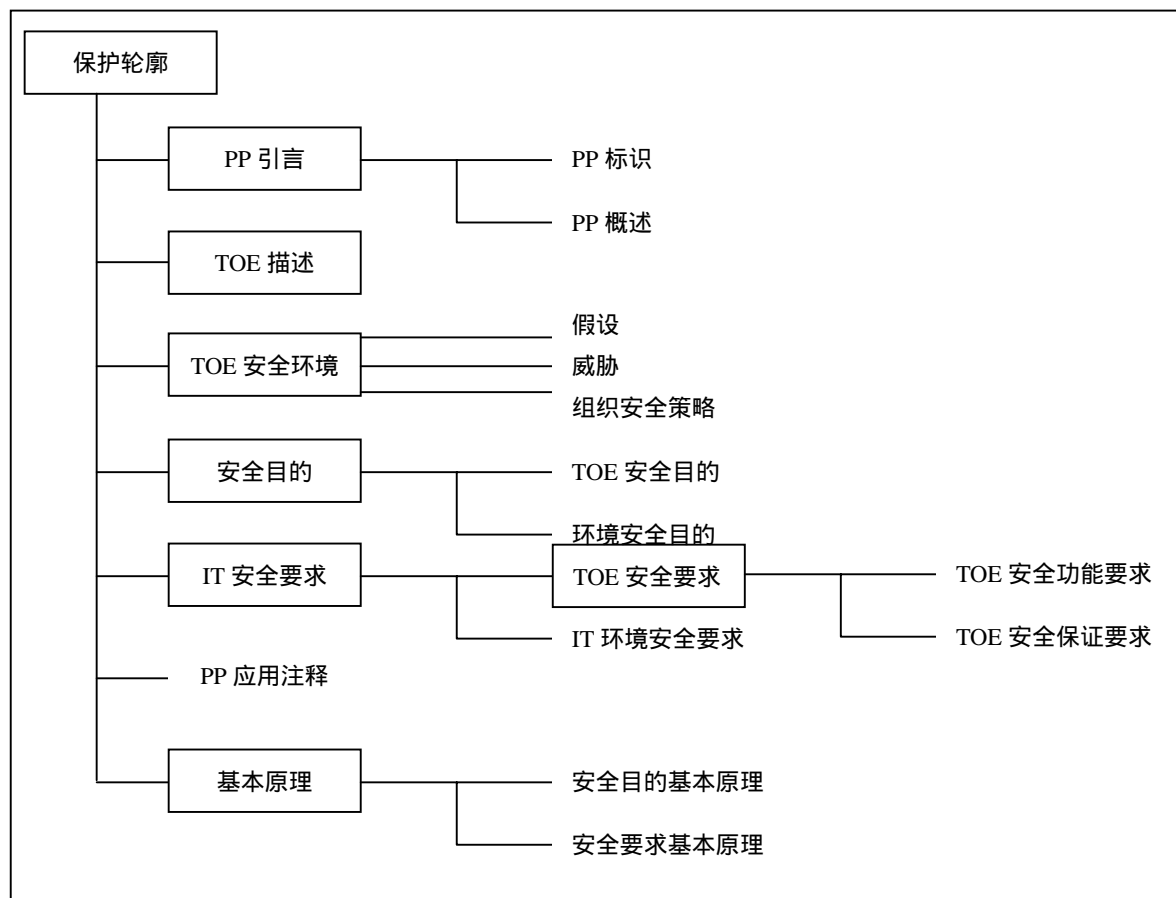 保护轮廓
PP 引言
PP 标识
PP 概述
TOE 描述
TOE 安全环境
假设
威胁
组织安全策略
安全目的
TOE 安全目的
环境安全目的
IT 安全要求
TOE 安全要求
TOE 安全功能要求
TOE 安全保证要求
IT 环境安全要求
PP 应用注释
基本原理
安全目的基本原理
安全要求基本原理